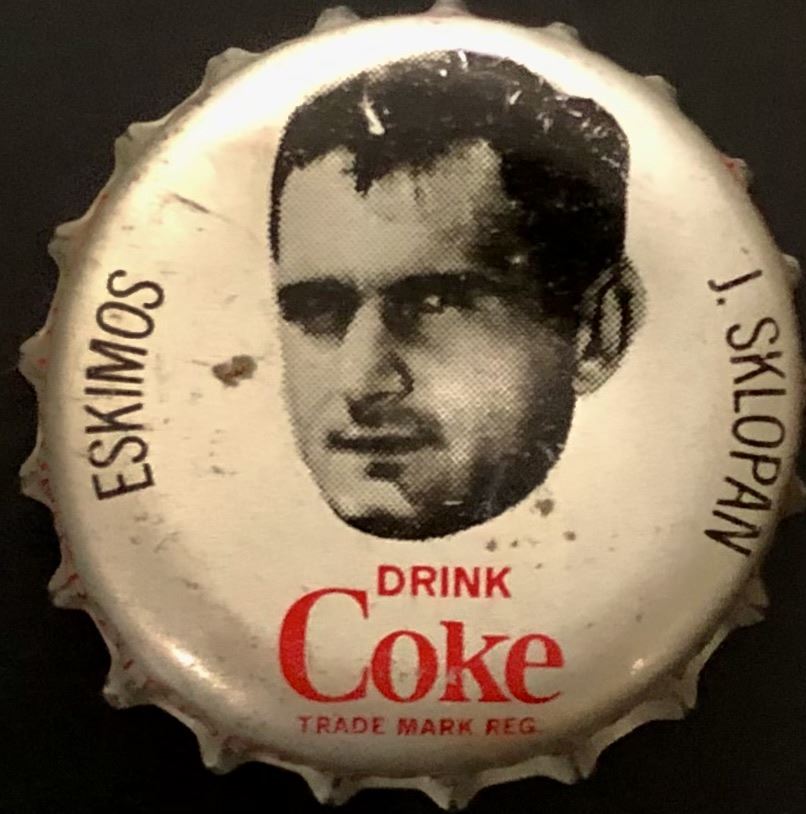 ESKIMOS
J. SKLOPAN
DRINK
Coke
TRADE MARK REG.